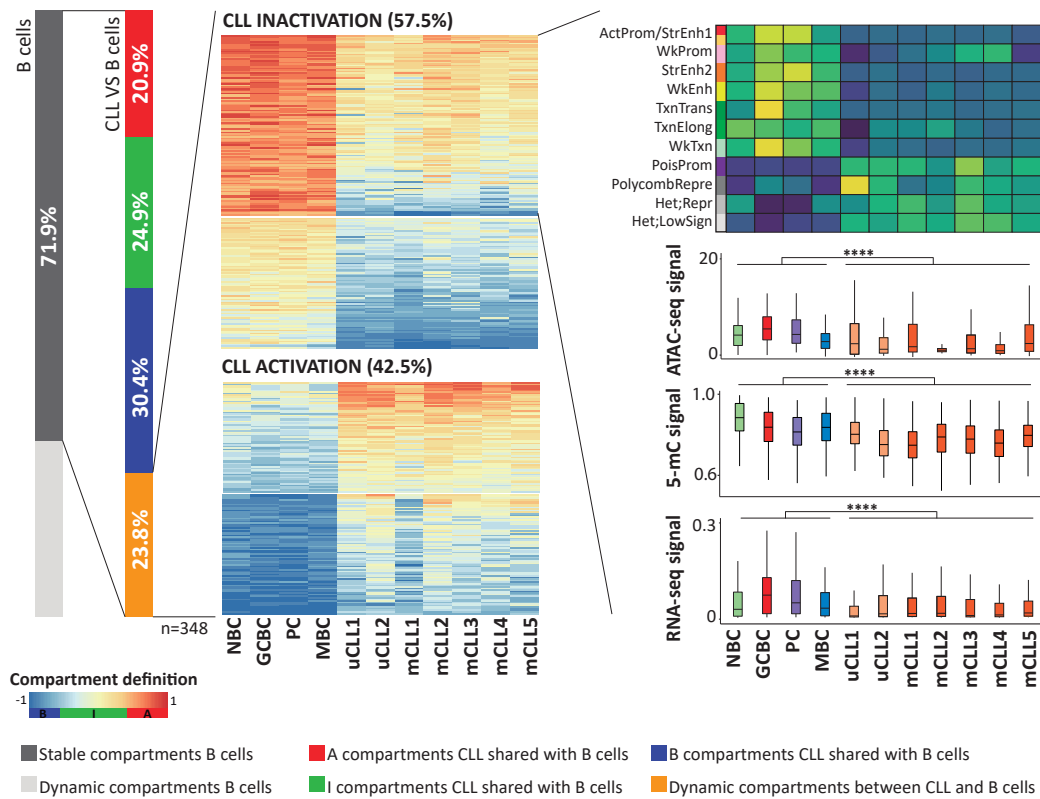 B cells
71.9%
CLL VS B cells
20.9%
24.9%
30.4%
23.8%
n=348
CLL INACTIVATION (57.5%)
CLL ACTIVATION (42.5%)
NBC
GCBC
PC
MBC
uCLL1
uCLL2
mCLL1
mCLL2
mCLL3
mCLL4
mCLL5
ActProm/StrEnh1
WkProm
StrEnh2
WkEnh
TxnTrans
TxnElong
WkTxn
PoisProm
PolycombRepre
Het;Repr
Het;LowSign
ATAC-seq signal
20
0
****
5-mC signal
1.0
0.6
****
RNA-seq signal
0.3
0
****
NBC
GCBC
PC
MBC
uCLL1
uCLL2
mCLL1
mCLL2
mCLL3
mCLL4
mCLL5
Compartment definition
-1 1
B I A
Stable compartments B cells
A compartments CLL shared with B cells
B compartments CLL shared with B cells
Dynamic compartments B cells
I compartments CLL shared with B cells
Dynamic between CLL and B cells